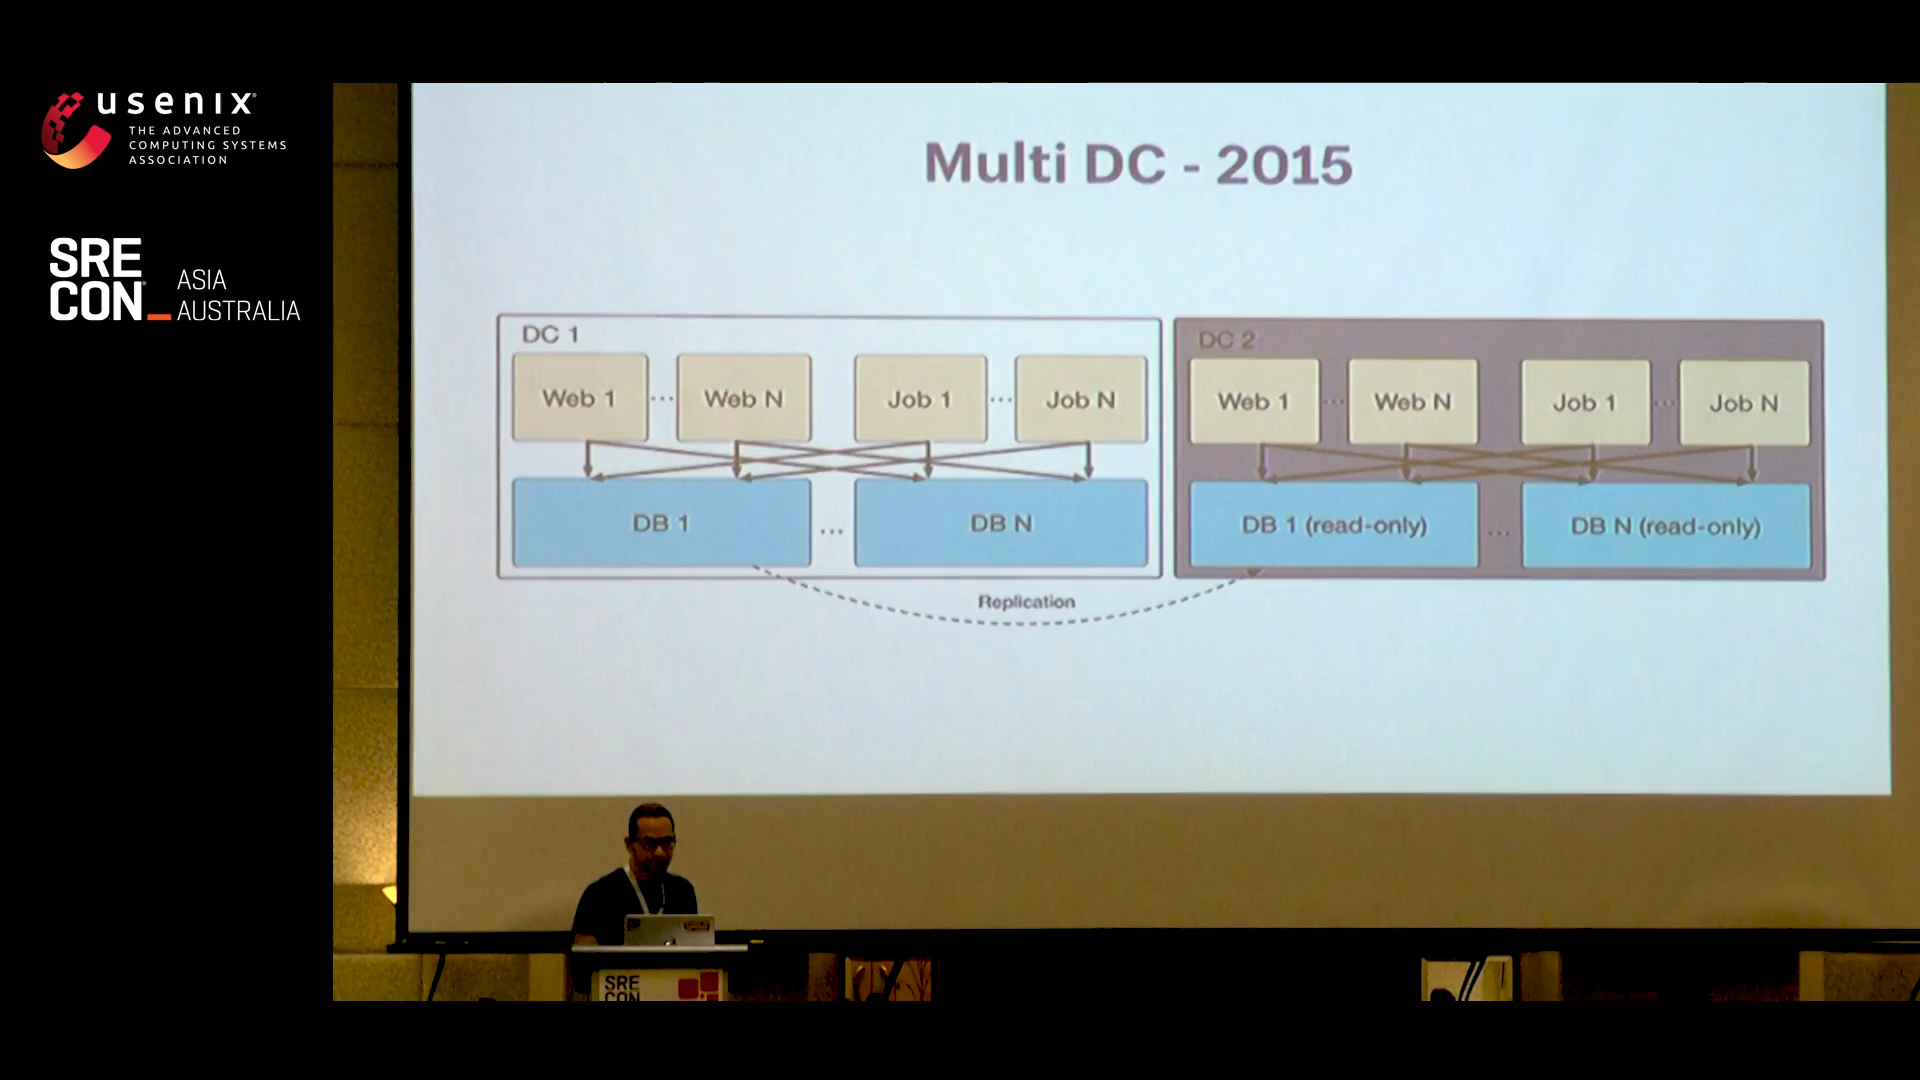 usenix
THE ADVANCED
COMPUTING SYSTEMS
ASSOCIATION
SRE
CON
ASIA
AUSTRALIA
Multi DC - 2015
DC 1
Web 1
...
Web N
Job 1
...
Job N
DB 1
...
DB N
DC 2
Web 1
...
Web N
Job 1
...
Job N
DB 1 (read-only)
...
DB N (read-only)
Replication
SRE
CON